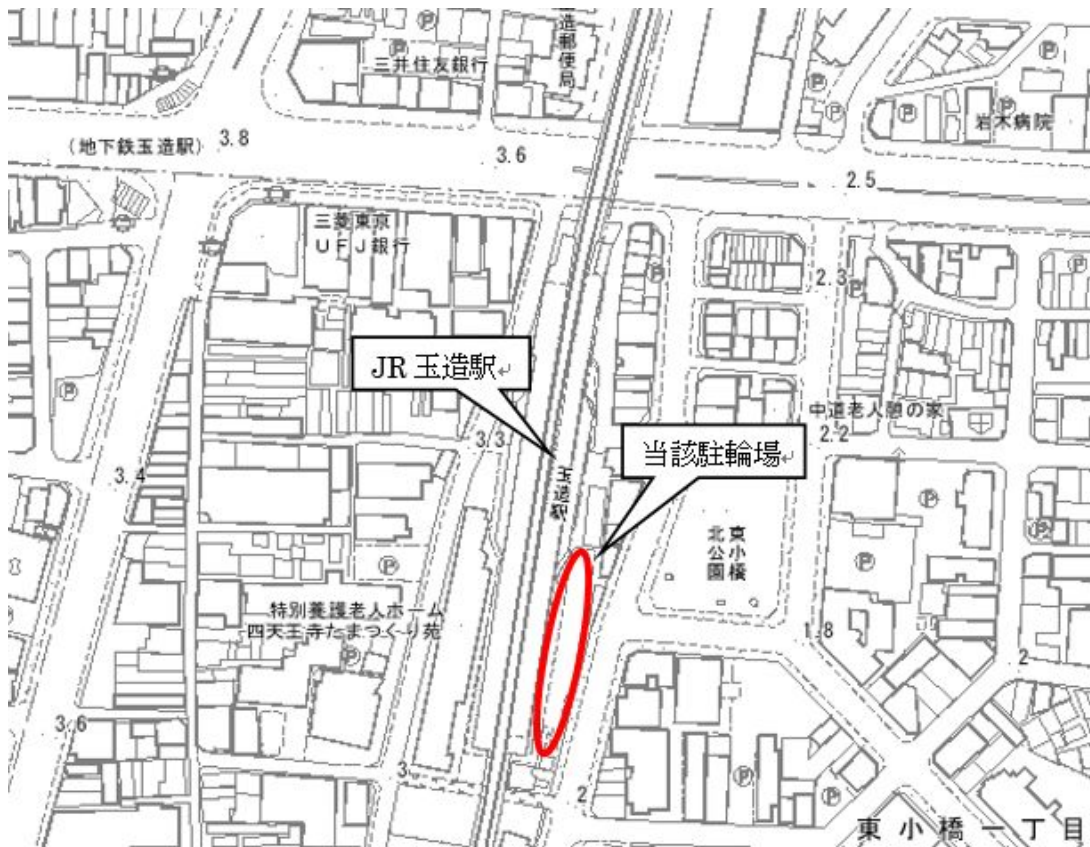 三井住友銀行
造郵便局
岩木病院
(地下鉄玉造駅)
3.8
3.6
2.5
三菱東京
UFJ銀行
2.3
JR 玉造駅
中道老人憩の家
3.3
2.2
当該駐輪場
3.4
玉造駅
東小橋
北公園
特別養護老人ホーム
四天王寺たまつくり苑
1.8
2
3.6
3
2
東小橋一丁目